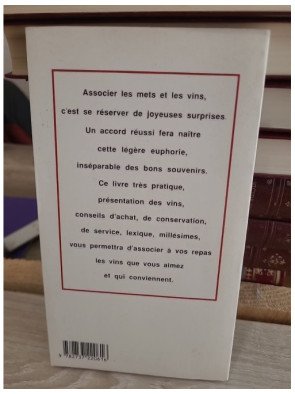 Associer les mets et les vins,
c'est se réserver de joyeuses surprises.
Un accord réussi fera naître
cette légère euphorie,
inséparable des bons souvenirs.
Ce livre très pratique,
présentation des vins,
conseils d'achat, de conservation,
de service, lexique, millésimes,
vous permettra d'associer à vos repas
les vins que vous aimez
et qui conviennent.